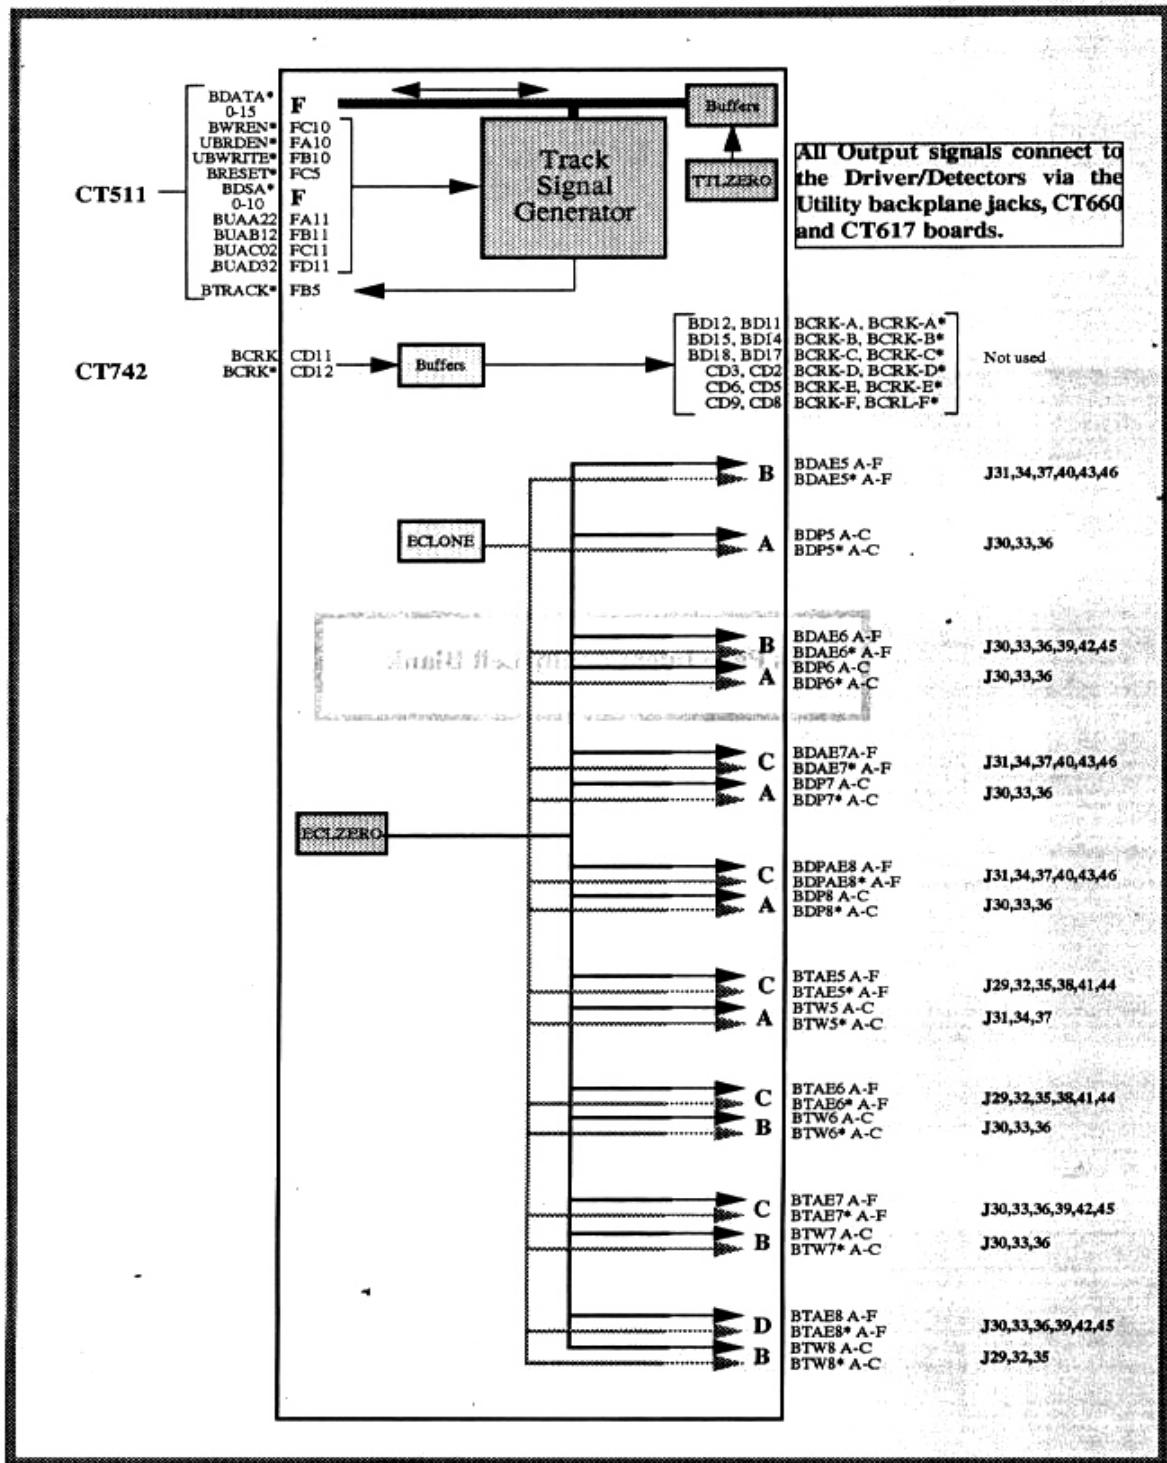 BDATA*
0-15
F
BWREN* FC10
UBRDEN* FA10
UBWRITE* FB10
BRESET* FC5
BDSA*
0-10
F
BUAA22 FA11
BUAB12 FB11
BUAC02 FC11
BUAD32 FD11
BTRACK* FB5
CT511
Track
Signal
Generator
Buffers
TTLZERO
All Output signals connect to
the Driver/Detectors via the
Utility backplane jacks, CT660
and CT617 boards.
CT742
BCRK CD11
BCRK* CD12
Buffers
BD12, BD11 BCRK-A, BCRK-A*
BD15, BD14 BCRK-B, BCRK-B*
BD18, BD17 BCRK-C, BCRK-C*
CD3, CD2 BCRK-D, BCRK-D*
CD6, CD5 BCRK-E, BCRK-E*
CD9, CD8 BCRK-F, BCRL-F*
Not used
ECLONE
ECLZERO
B BDAE5 A-F
BDAE5* A-F
J31,34,37,40,43,46
A BDP5 A-C
BDP5* A-C
J30,33,36
B BDAE6 A-F
BDAE6* A-F
J30,33,36,39,42,45
A BDP6 A-C
BDP6* A-C
J30,33,36
C BDAE7A-F
BDAE7* A-F
J31,34,37,40,43,46
A BDP7 A-C
BDP7* A-C
J30,33,36
C BDPAE8 A-F
BDPAE8* A-F
J31,34,37,40,43,46
A BDP8 A-C
BDP8* A-C
J30,33,36
C BTAE5 A-F
BTAE5* A-F
J29,32,35,38,41,44
A BTW5 A-C
BTW5* A-C
J31,34,37
C BTAE6 A-F
BTAE6* A-F
J29,32,35,38,41,44
B BTW6 A-C
BTW6* A-C
J30,33,36
C BTAE7 A-F
BTAE7* A-F
J30,33,36,39,42,45
B BTW7 A-C
BTW7* A-C
J30,33,36
D BTAE8 A-F
BTAE8* A-F
J30,33,36,39,42,45
B BTW8 A-C
BTW8* A-C
J29,32,35